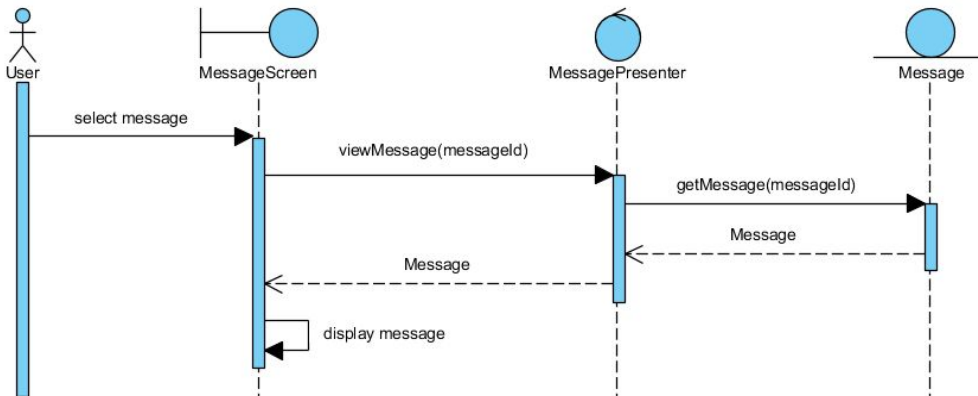 User
MessageScreen
MessagePresenter
Message
select message
viewMessage(messageId)
getMessage(messageId)
Message
Message
display message